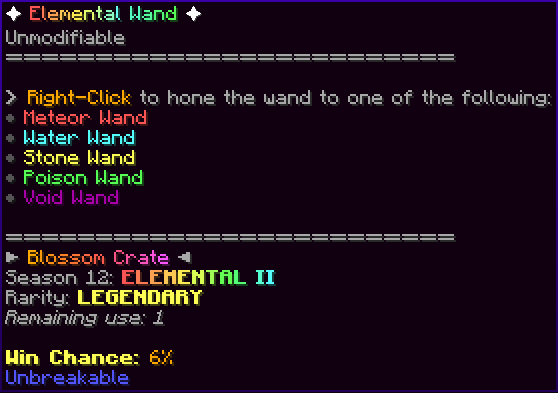 ✦ Elemental Wand ✦
Unmodifiable
==============================
> Right-Click to hone the wand to one of the following:
• Meteor Wand
• Water Wand
• Stone Wand
• Poison Wand
• Void Wand
==============================
► Blossom Crate ◄
Season 12: ELEMENTAL II
Rarity: LEGENDARY
Remaining use: 1
Win Chance: 6%
Unbreakable